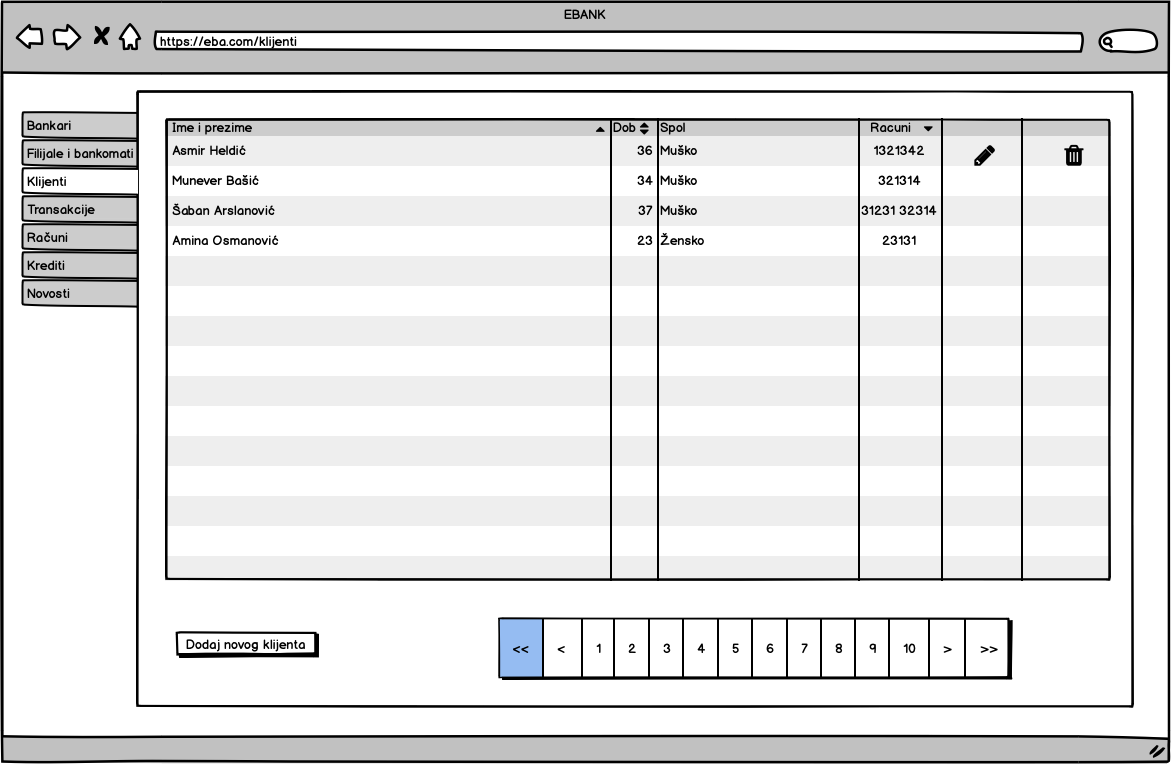 EBANK
https://eba.com/klijenti
Bankari
Filijale i bankomati
Klijenti
Transakcije
Računi
Krediti
Novosti
Ime i prezime Dob Spol Racuni
Asmir Heldić 36 Muško 1321342
Munever Bašić 34 Muško 321314
Šaban Arslanović 37 Muško 31231 32314
Amina Osmanović 23 Žensko 23131
Dodaj novog klijenta
<< < 1 2 3 4 5 6 7 8 9 10 > >>